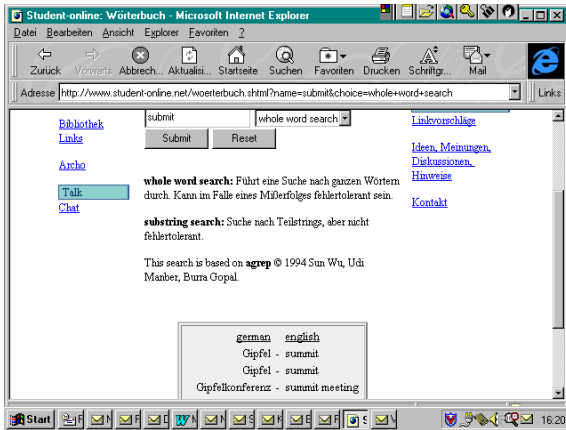 Student-online: Wörterbuch - Microsoft Internet Explorer
Datei Bearbeiten Ansicht Explorer Favoriten ?
Zurück Vorwärts Abbrech... Aktualisi... Startseite Suchen Favoriten Drucken Schriftgr... Mail
Adresse http://www.student-online.net/woerterbuch.shtml?name=submit&choice=whole+word+search Links
Bibliothek
Links
Archo
Talk
Chat
submit whole word search
Submit Reset
whole word search: Führt eine Suche nach ganzen Wörtern
durch. Kann im Falle eines Mißerfolges fehlertolerant sein.
substring search: Suche nach Teilstrings, aber nicht
fehlertolerant.
This search is based on agrep © 1994 Sun Wu, Udi
Manber, Burra Gopal.
german english
Gipfel - summit
Gipfel - summit
Gipfelkonferenz - summit meeting
Linkvorschläge
Ideen, Meinungen,
Diskussionen,
Hinweise
Kontakt
Start 16:20